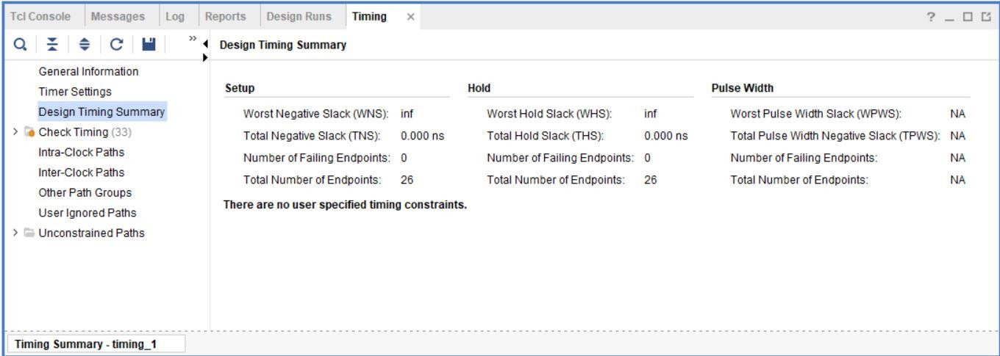 Tcl Console Messages Log Reports Design Runs Timing × ? _
» Design Timing Summary
General Information
Timer Settings
Design Timing Summary
> Check Timing (33)
Intra-Clock Paths
Inter-Clock Paths
Other Path Groups
User Ignored Paths
> Unconstrained Paths
Setup Hold Pulse Width
Worst Negative Slack (WNS): inf Worst Hold Slack (WHS): inf Worst Pulse Width Slack (WPWS): NA
Total Negative Slack (TNS): 0.000 ns Total Hold Slack (THS): 0.000 ns Total Pulse Width Negative Slack (TPWS): NA
Number of Failing Endpoints: 0 Number of Failing Endpoints: 0 Number of Failing Endpoints: NA
Total Number of Endpoints: 26 Total Number of Endpoints: 26 Total Number of Endpoints: NA
There are no user specified timing constraints.
Timing Summary - timing_1